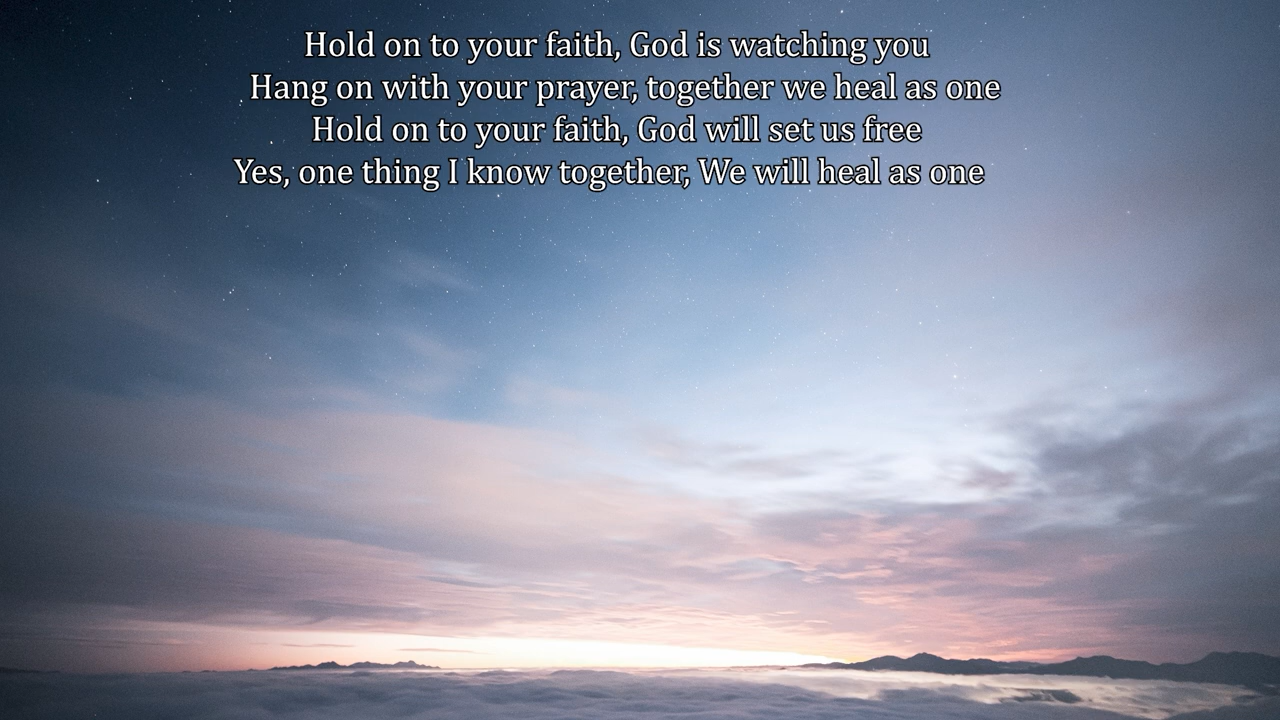 Hold on to your faith, God is watching you
Hang on with your prayer, together we heal as one
Hold on to your faith, God will set us free
Yes, one thing I know together, We will heal as one